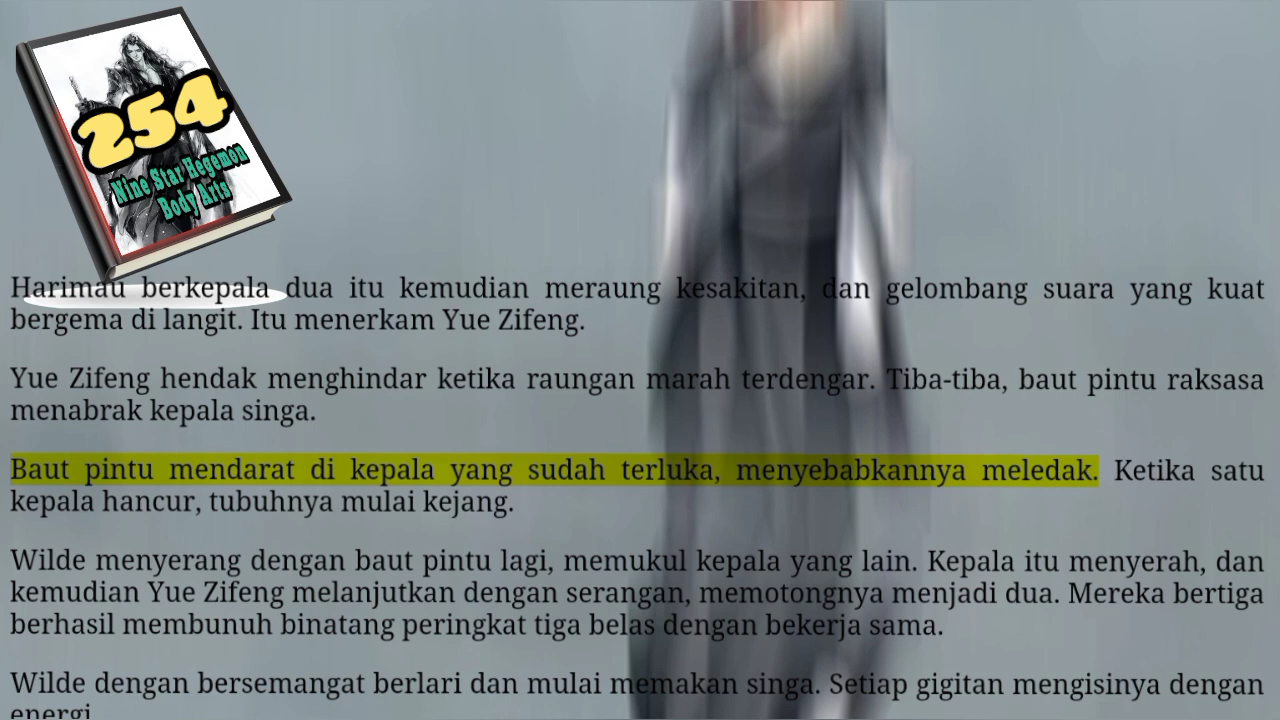 254
Nine Star Hegemon
Body Arts
Harimau berkepala dua itu kemudian meraung kesakitan, dan gelombang suara yang kuat
bergema di langit. Itu menerkam Yue Zifeng.
Yue Zifeng hendak menghindar ketika raungan marah terdengar. Tiba-tiba, baut pintu raksasa
menabrak kepala singa.
Baut pintu mendarat di kepala yang sudah terluka, menyebabkannya meledak. Ketika satu
kepala hancur, tubuhnya mulai kejang.
Wilde menyerang dengan baut pintu lagi, memukul kepala yang lain. Kepala itu menyerah, dan
kemudian Yue Zifeng melanjutkan dengan serangan, memotongnya menjadi dua. Mereka bertiga
berhasil membunuh binatang peringkat tiga belas dengan bekerja sama.
Wilde dengan bersemangat berlari dan mulai memakan singa. Setiap gigitan mengisinya dengan
energi.